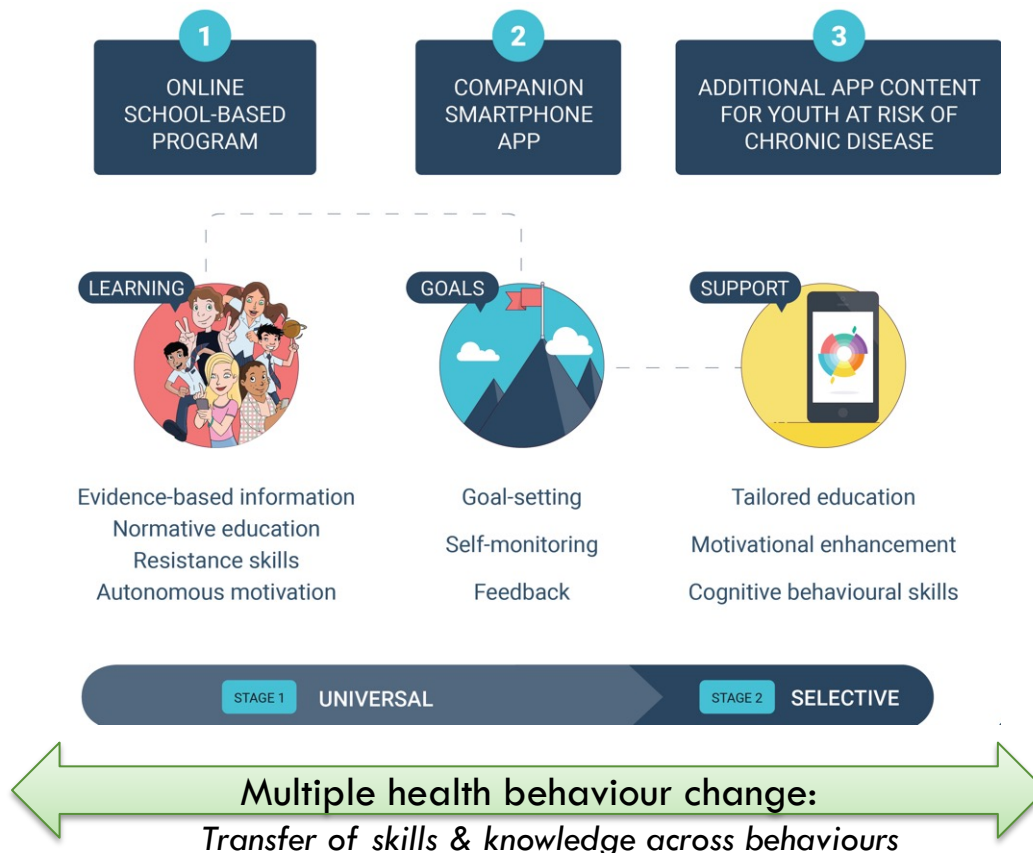 1
ONLINE
SCHOOL-BASED
PROGRAM
2
COMPANION
SMARTPHONE
APP
3
ADDITIONAL APP CONTENT
FOR YOUTH AT RISK OF
CHRONIC DISEASE
LEARNING
GOALS
SUPPORT
Evidence-based information
Normative education
Resistance skills
Autonomous motivation
Goal-setting
Self-monitoring
Feedback
Tailored education
Motivational enhancement
Cognitive behavioural skills
STAGE 1 UNIVERSAL
STAGE 2 SELECTIVE
Multiple health behaviour change:
Transfer of skills & knowledge across behaviours